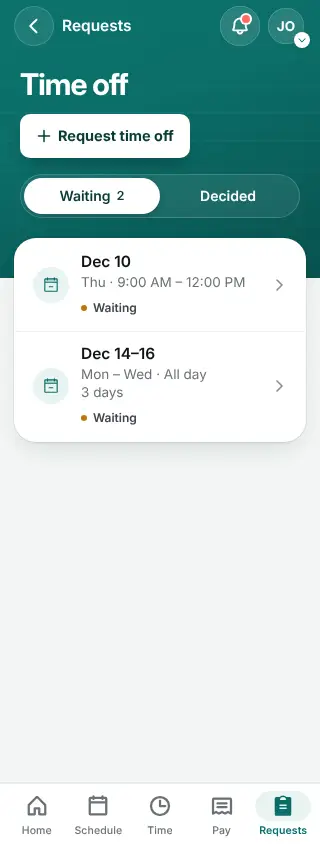 Requests
JO
Time off
Request time off
Waiting 2
Decided
Dec 10
Thu · 9:00 AM – 12:00 PM
Waiting
Dec 14–16
Mon – Wed · All day
3 days
Waiting
Home
Schedule
Time
Pay
Requests